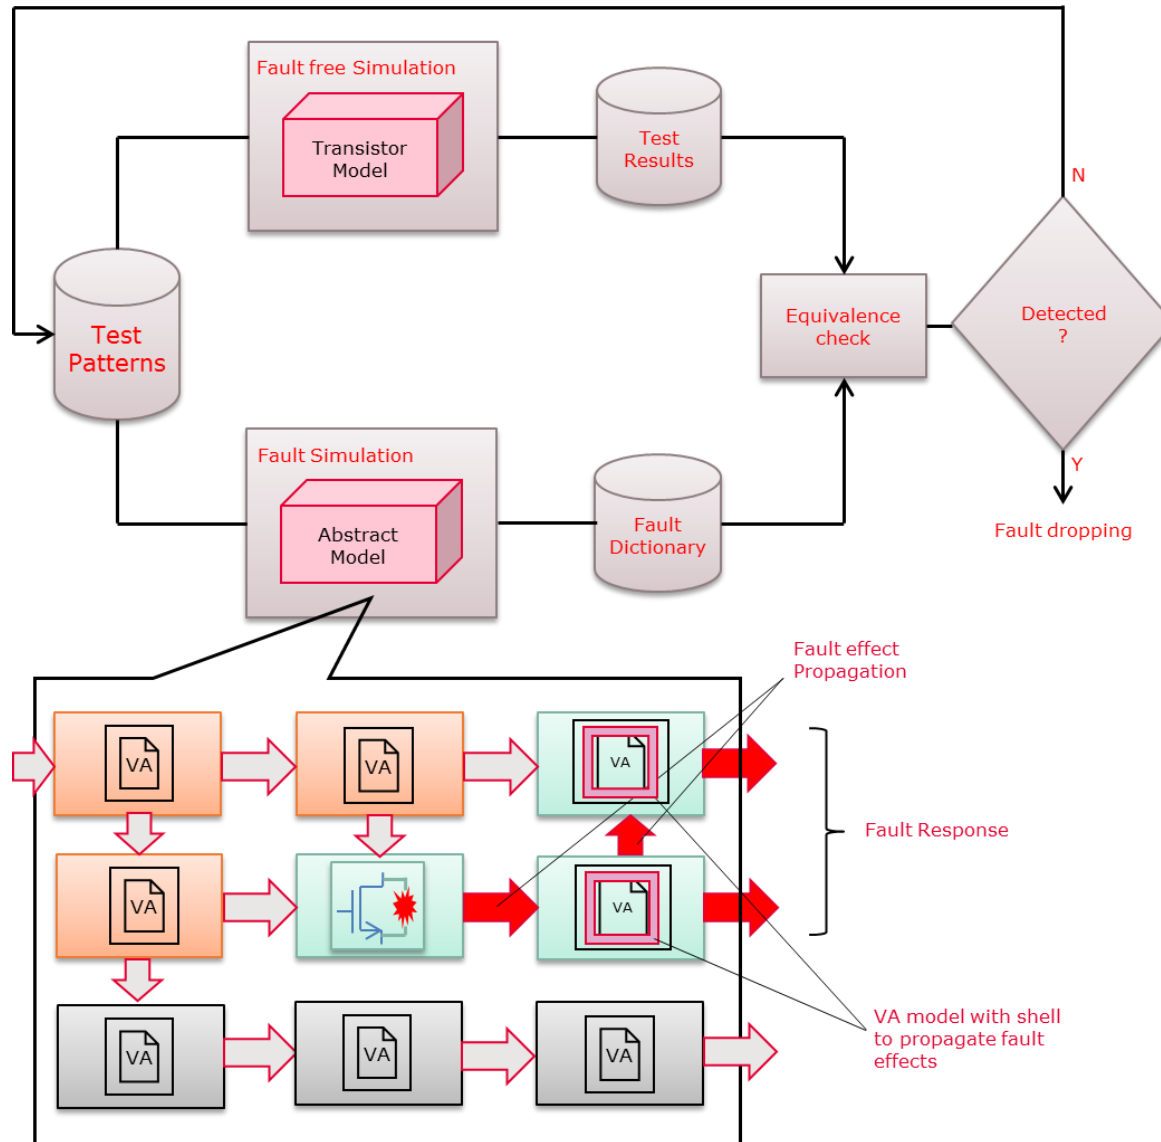 Fault free Simulation
Transistor
Model
Test
Results
N
Test
Patterns
Equivalence
check
Detected
?
Fault Simulation
Abstract
Model
Fault
Dictionary
Y
Fault dropping
Fault effect
Propagation
VA
VA
VA
Fault Response
VA
VA
VA model with shell
to propagate fault
effects
VA
VA
VA